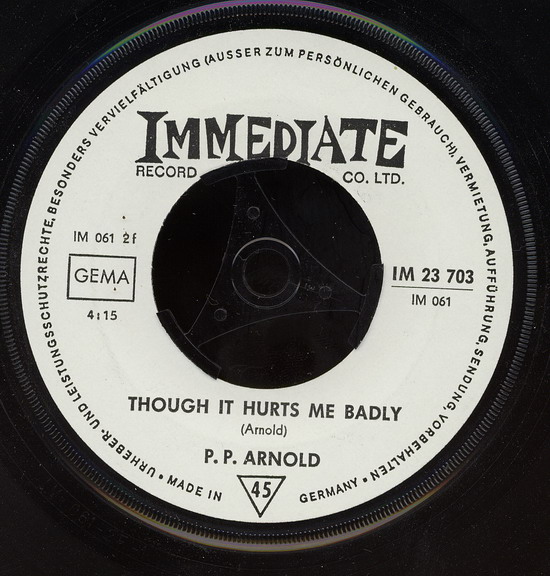 URHEBER- UND LEISTUNGSSCHUTZRECHTE, BESONDERS VERVIELFÄLTIGUNG (AUSSER ZUM PERSÖNLICHEN GEBRAUCH), VERMIETUNG, AUFFÜHRUNG, SENDUNG, VORBEHALTEN •
IMMEDIATE
RECORD CO. LTD.
IM 061 2f
GEMA
4:15
IM 23 703
IM 061
THOUGH IT HURTS ME BADLY
(Arnold)
P. P. ARNOLD
• MADE IN GERMANY •
45